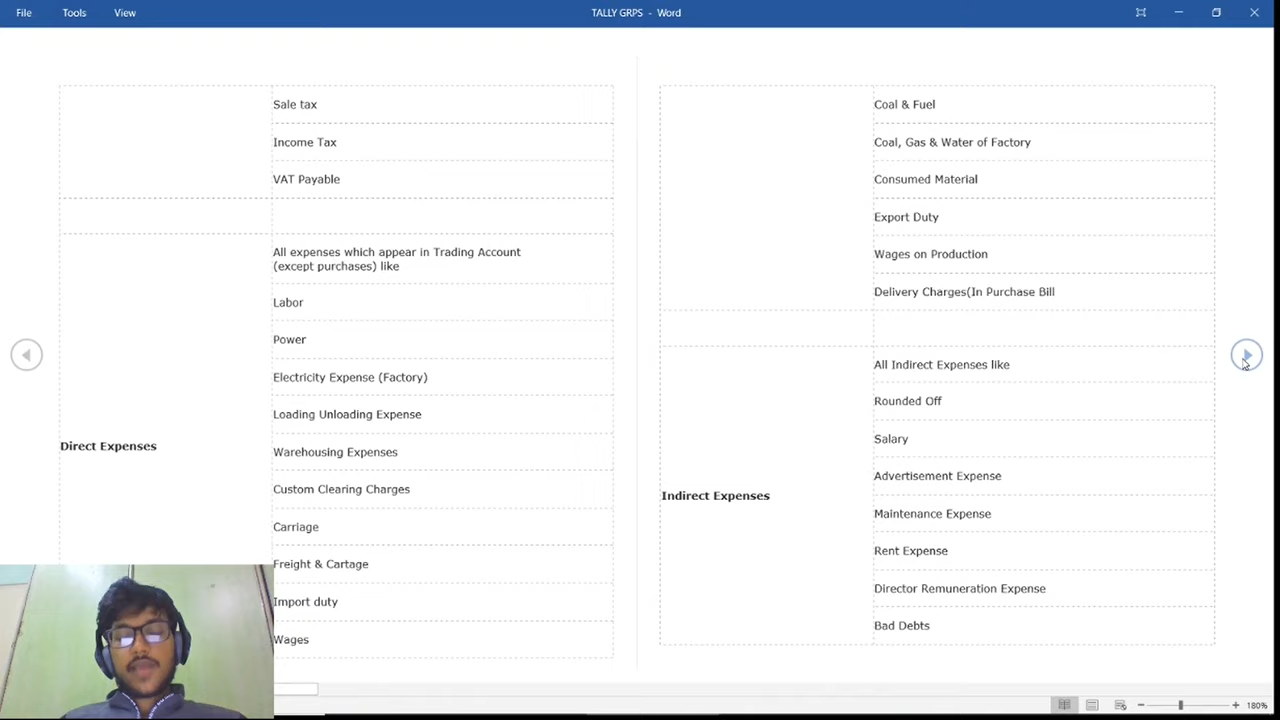 File Tools View TALLY GRPS - Word
Sale tax
Income Tax
VAT Payable
Direct Expenses
All expenses which appear in Trading Account
(except purchases) like
Labor
Power
Electricity Expense (Factory)
Loading Unloading Expense
Warehousing Expenses
Custom Clearing Charges
Carriage
Freight & Cartage
Import duty
Wages
Coal & Fuel
Coal, Gas & Water of Factory
Consumed Material
Export Duty
Wages on Production
Delivery Charges(In Purchase Bill
Indirect Expenses
All Indirect Expenses like
Rounded Off
Salary
Advertisement Expense
Maintenance Expense
Rent Expense
Director Remuneration Expense
Bad Debts
180%